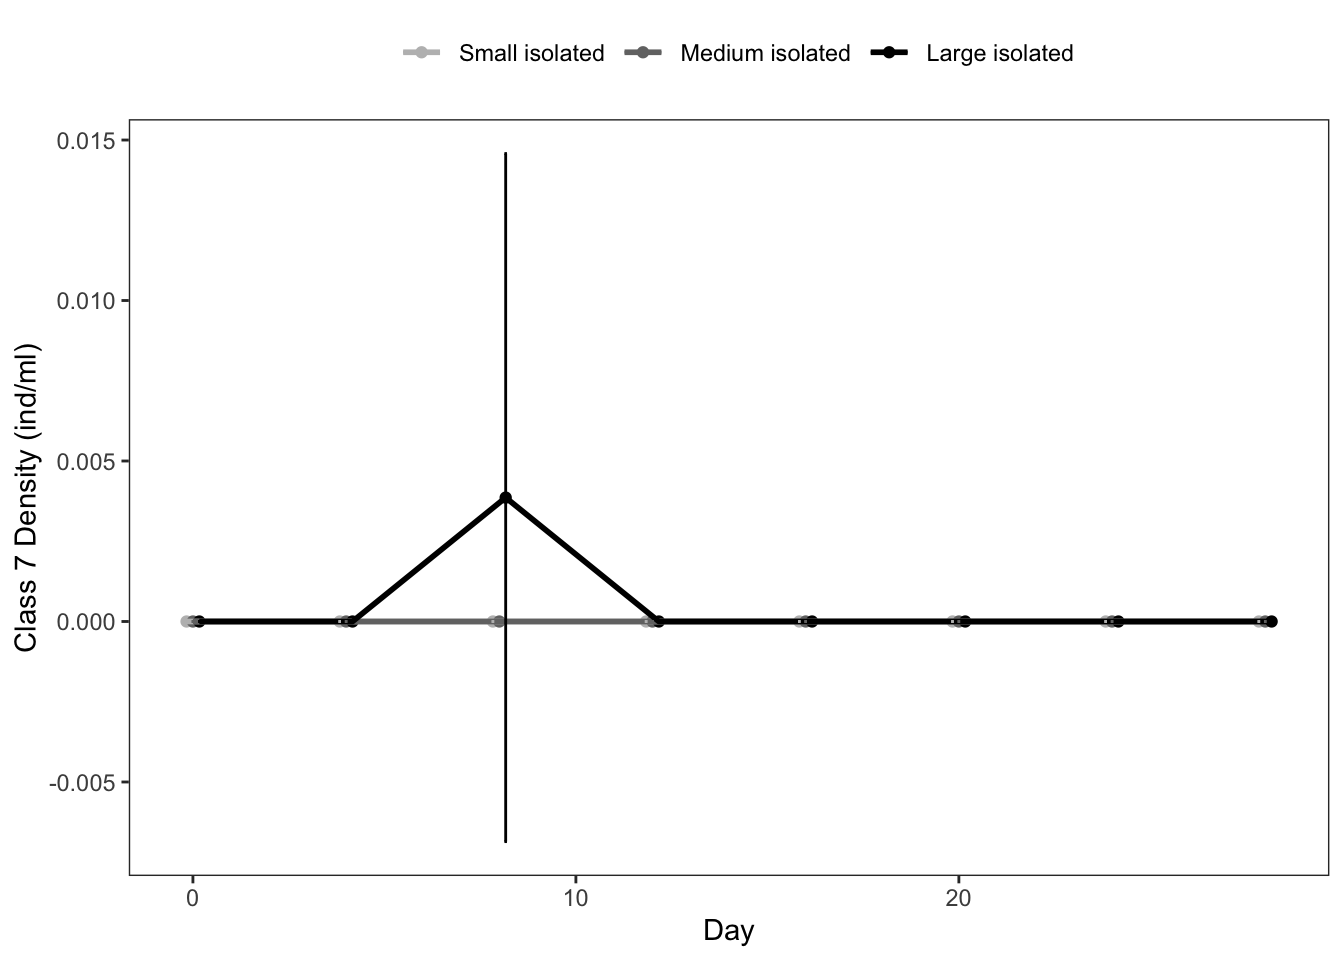 Small isolated Medium isolated Large isolated
0.015
0.010
0.005
0.000
-0.005
Class 7 Density (ind/ml)
0 10 20
Day